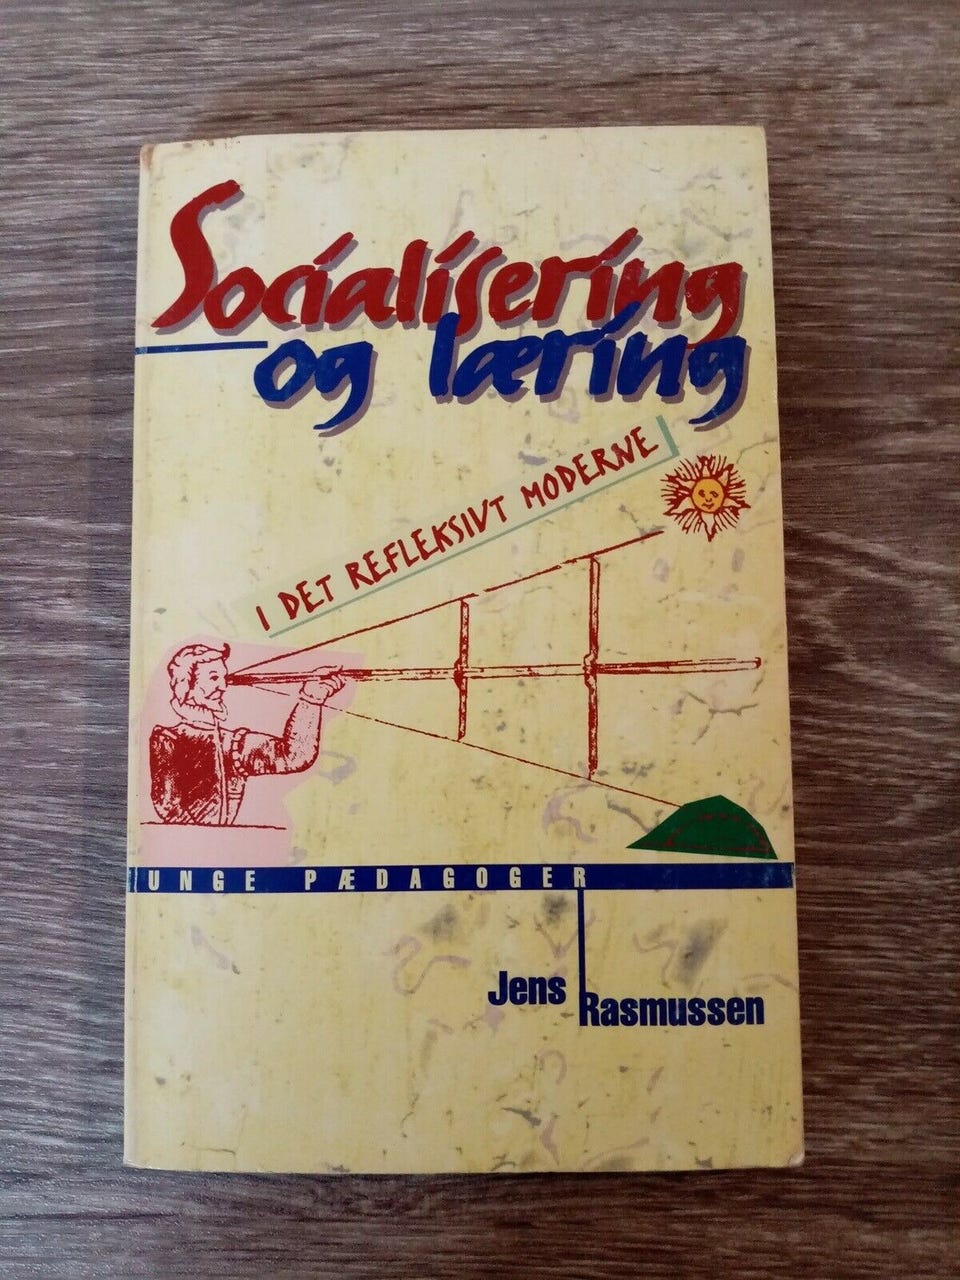 Socialisering
og læring
I DET REFLEKSIVT MODERNE
UNGE PÆDAGOGER
Jens
Rasmussen